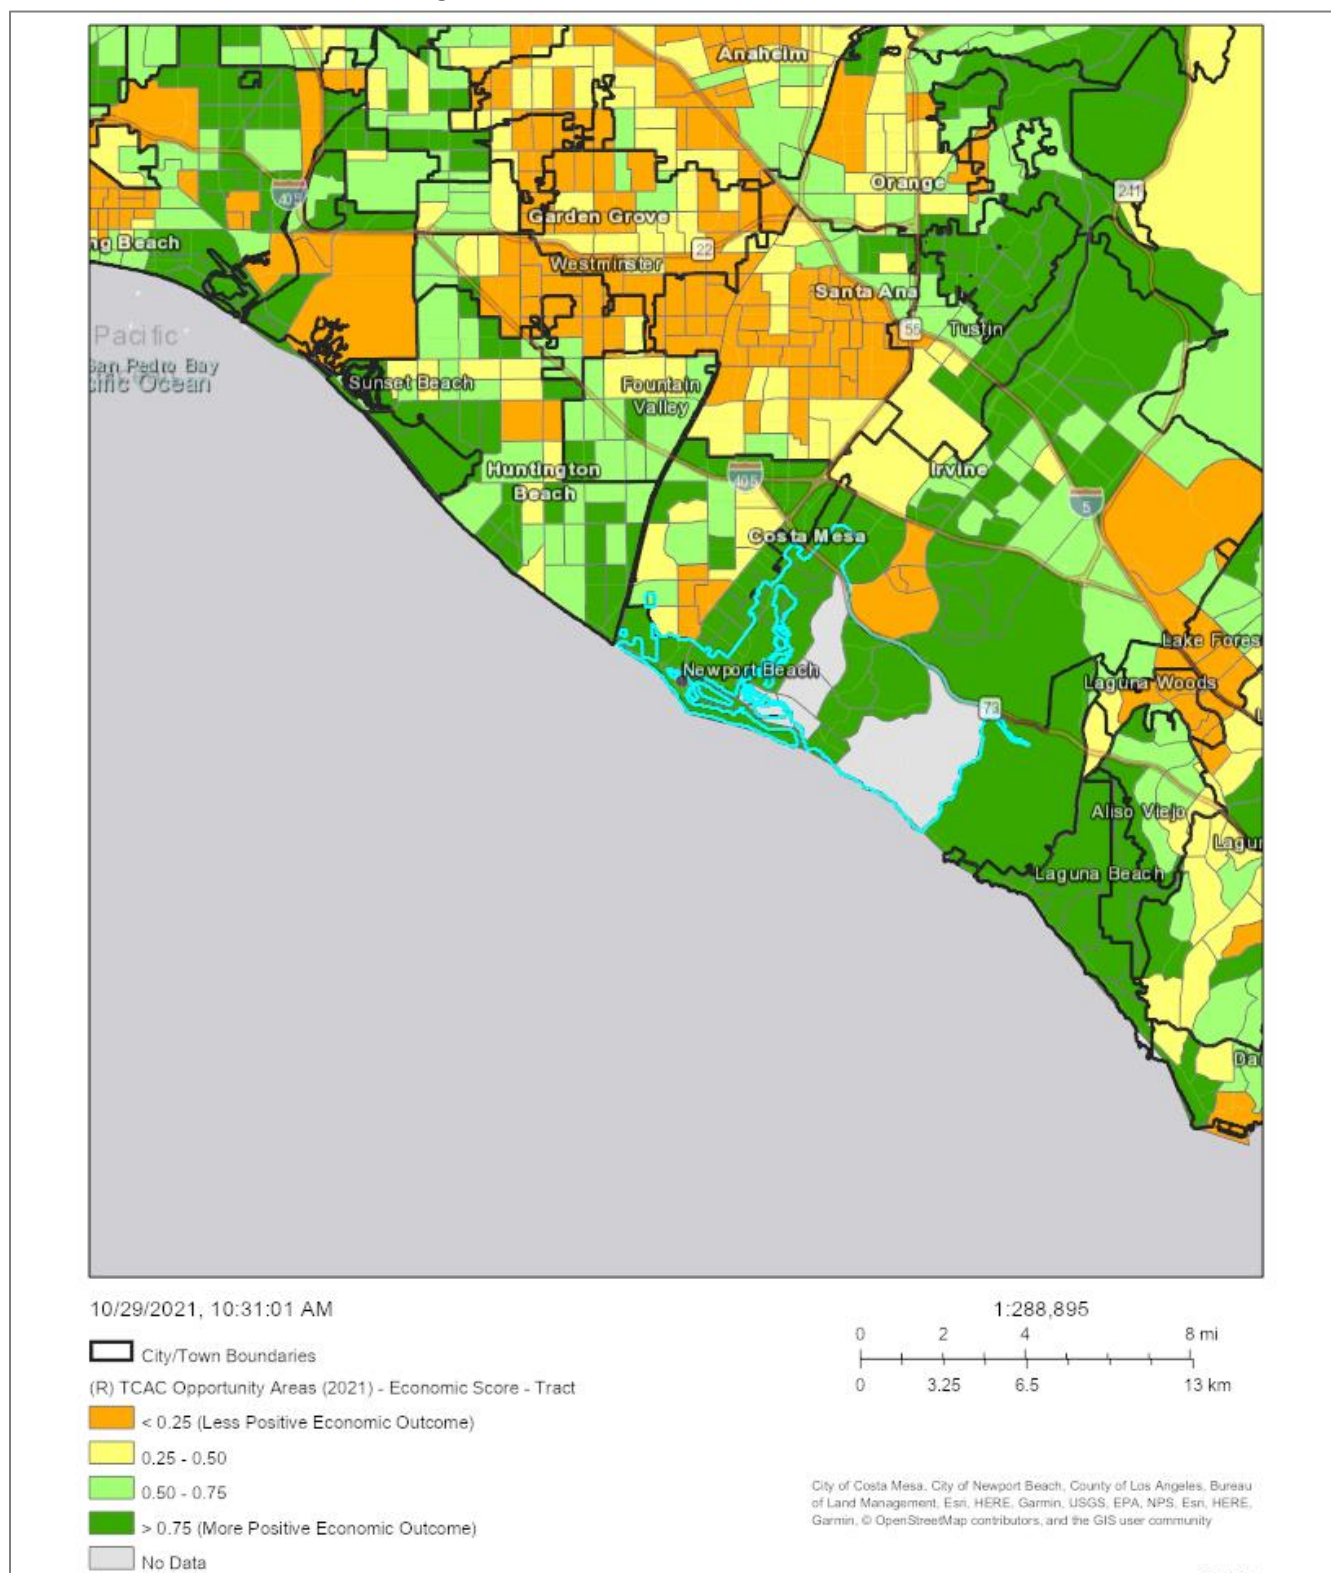 Anaheim
Orange
241
405
Garden Grove
ng Beach
22
Westminster
Santa Ana
55
Tustin
Pacific
San Pedro Bay
cific Ocean
Sunset Beach
Fountain
Valley
Huntington
Beach
405
Irvine
5
Costa Mesa
Lake Fores
Newport Beach
Laguna Woods
73
L
Aliso Viejo
Lagun
Laguna Beach
Da
10/29/2021, 10:31:01 AM
1:288,895
0 2 4 8 mi
0 3.25 6.5 13 km
City/Town Boundaries
(R) TCAC Opportunity Areas (2021) - Economic Score - Tract
< 0.25 (Less Positive Economic Outcome)
0.25 - 0.50
0.50 - 0.75
> 0.75 (More Positive Economic Outcome)
No Data
City of Costa Mesa, City of Newport Beach, County of Los Angeles, Bureau
of Land Management, Esri, HERE, Garmin, USGS, EPA, NPS, Esri, HERE,
Garmin, © OpenStreetMap contributors, and the GIS user community